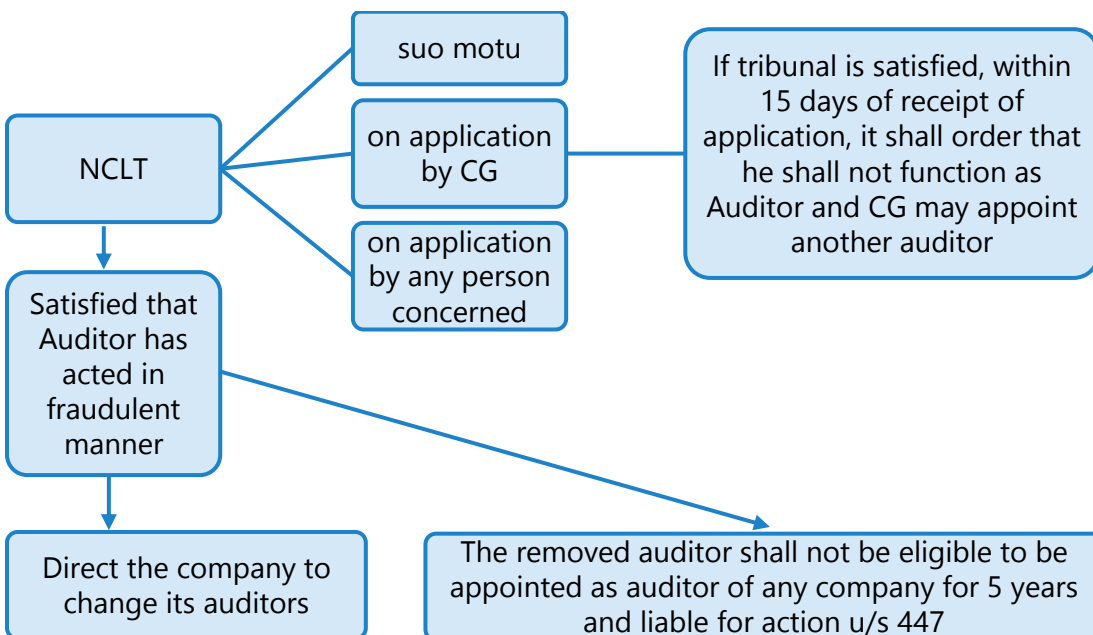 suo motu
NCLT
on application
by CG
on application
by any person
concerned
If tribunal is satisfied, within
15 days of receipt of
application, it shall order that
he shall not function as
Auditor and CG may appoint
another auditor
Satisfied that
Auditor has
acted in
fraudulent
manner
Direct the company to
change its auditors
The removed auditor shall not be eligible to be
appointed as auditor of any company for 5 years
and liable for action u/s 447